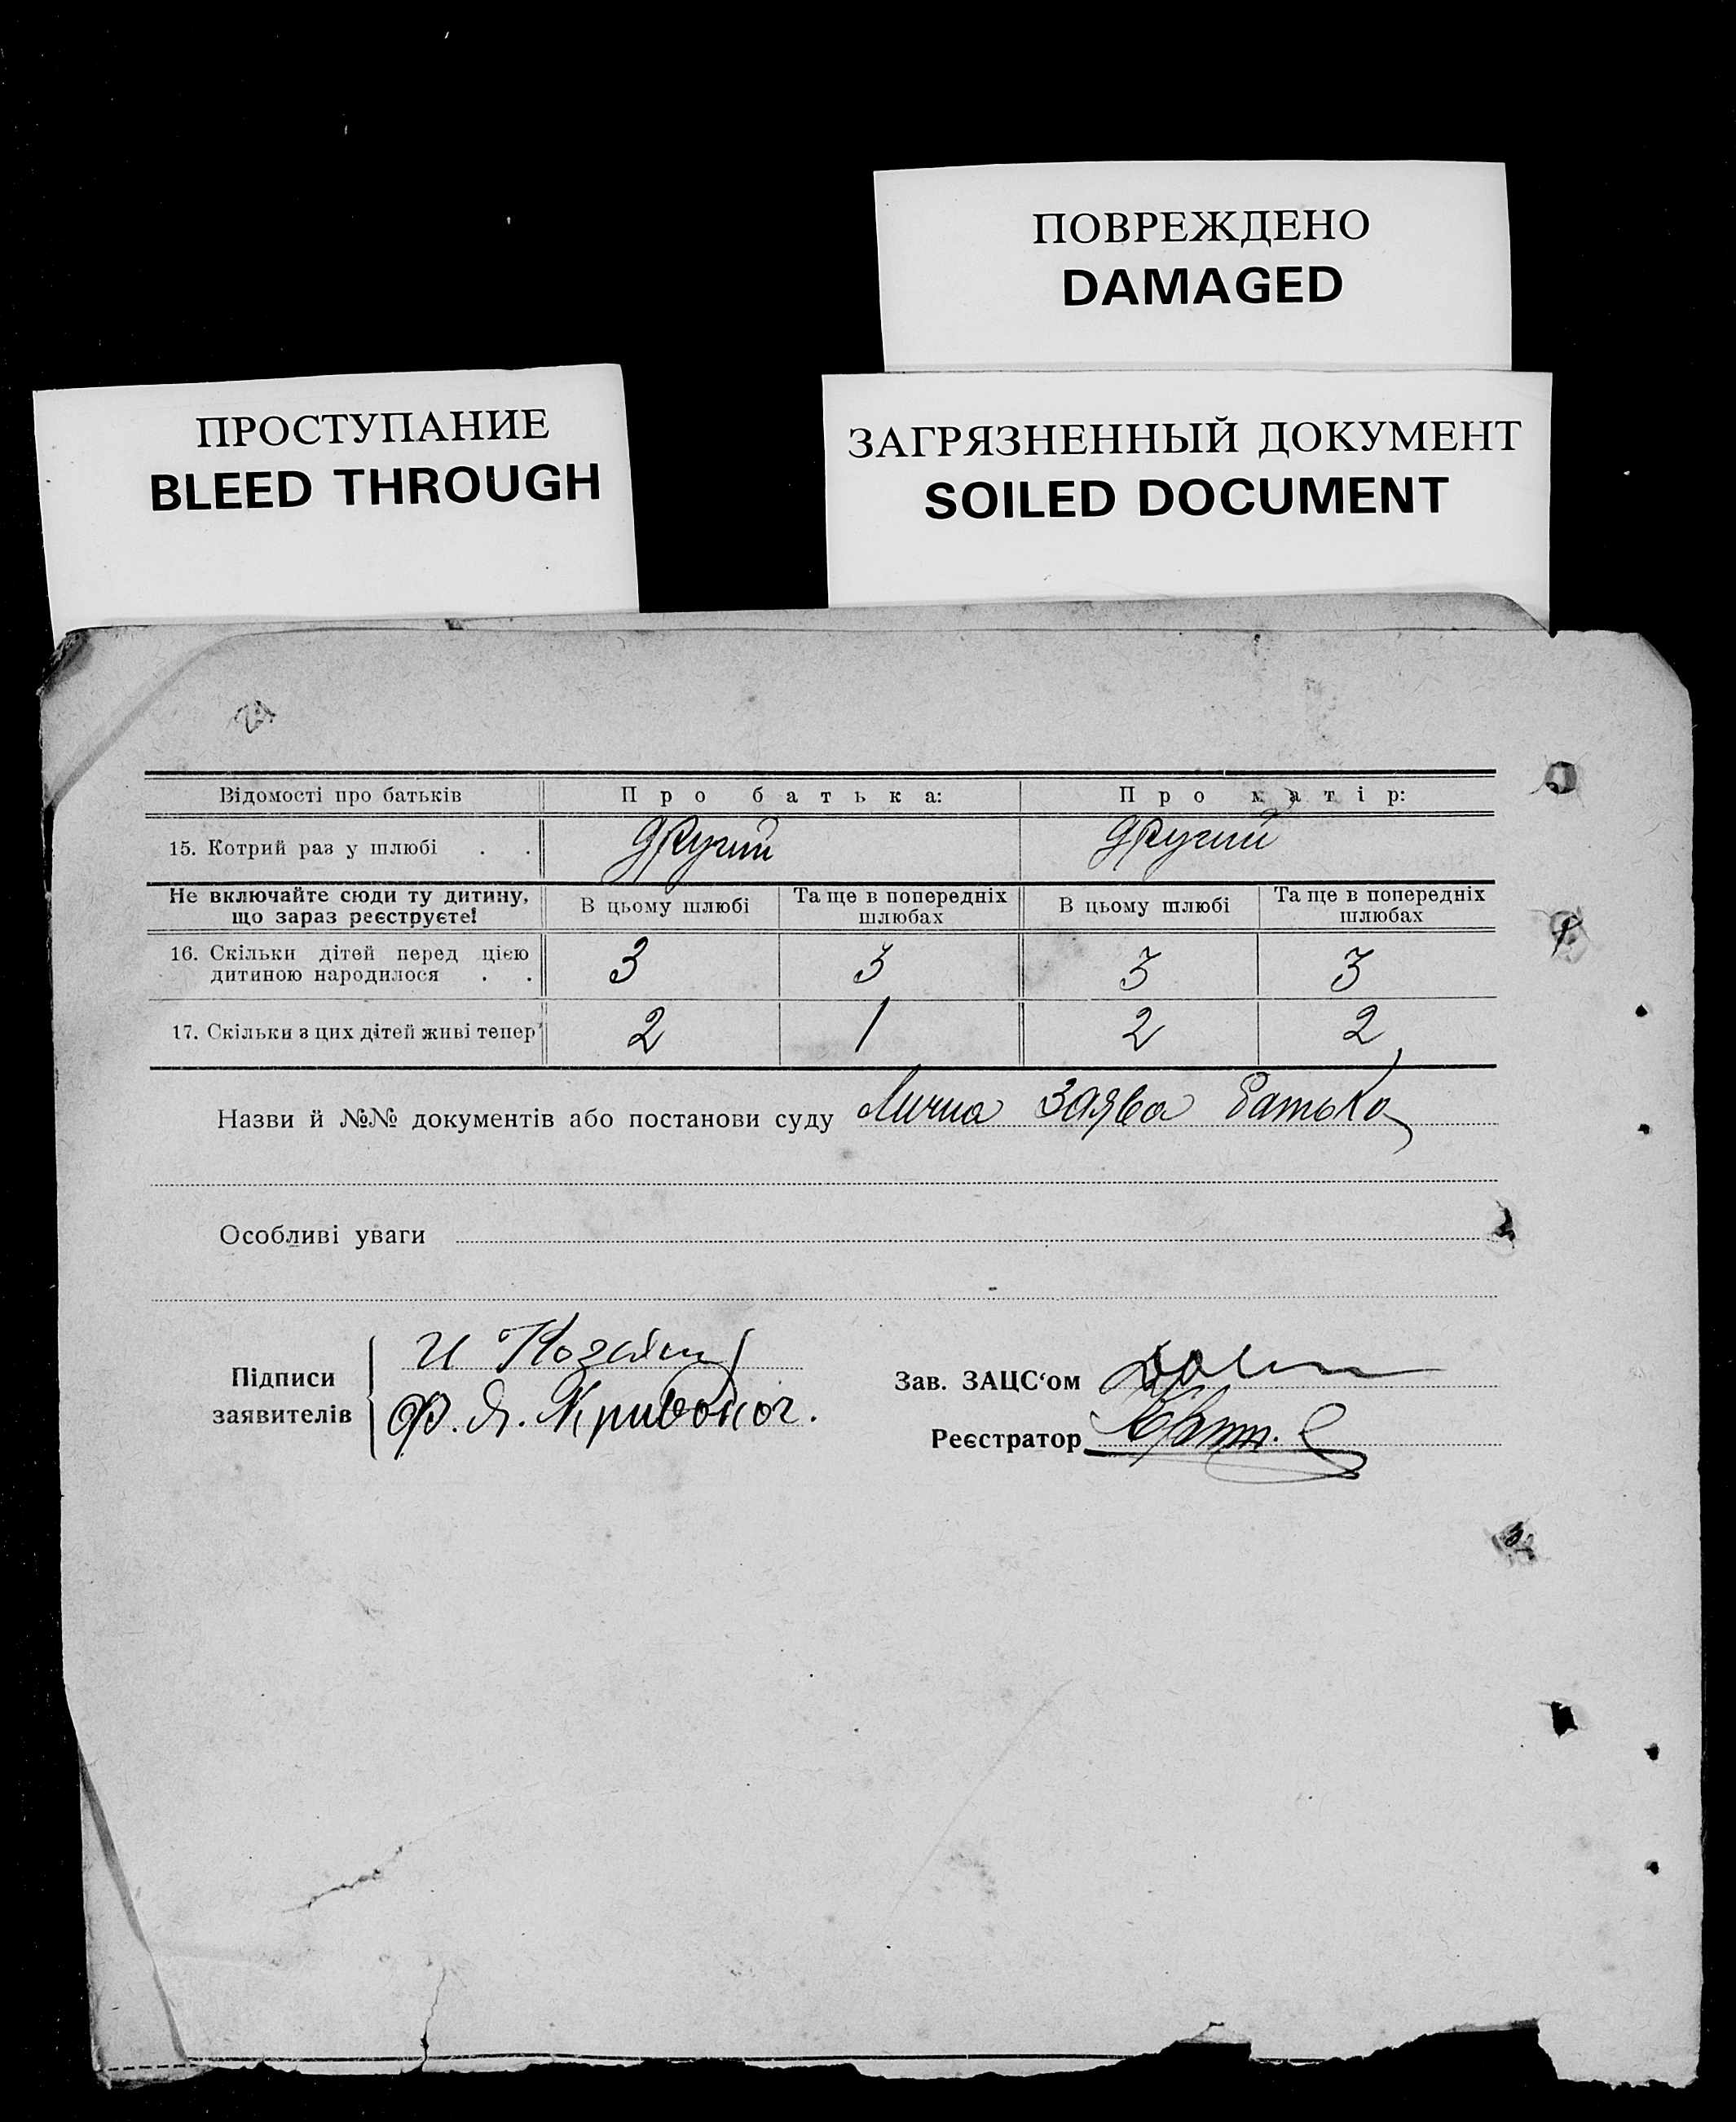 ПОВРЕЖДЕНО
DAMAGED
ПРОСТУПАНИЕ
BLEED THROUGH
ЗАГРЯЗНЕННЫЙ ДОКУМЕНТ
SOILED DOCUMENT
Відомості про батьків Про батька: Про матір:
15. Котрий раз у шлюбі . . другий другий
Не включайте сюди ту дитину, що зараз реєструєте! В цьому шлюбі Та ще в попередніх шлюбах В цьому шлюбі Та ще в попередніх шлюбах
16. Скільки дітей перед цією
дитиною народилося . . 3 3 3 3
17. Скільки з цих дітей живі тепер 2 1 2 2
Назви й №№ документів або постанови суду Лична заява батька
Особливі уваги
Підписи
заявителів
И
Ф. Я. Кривоног.
Зав. ЗАЦС‘ом
Реєстратор